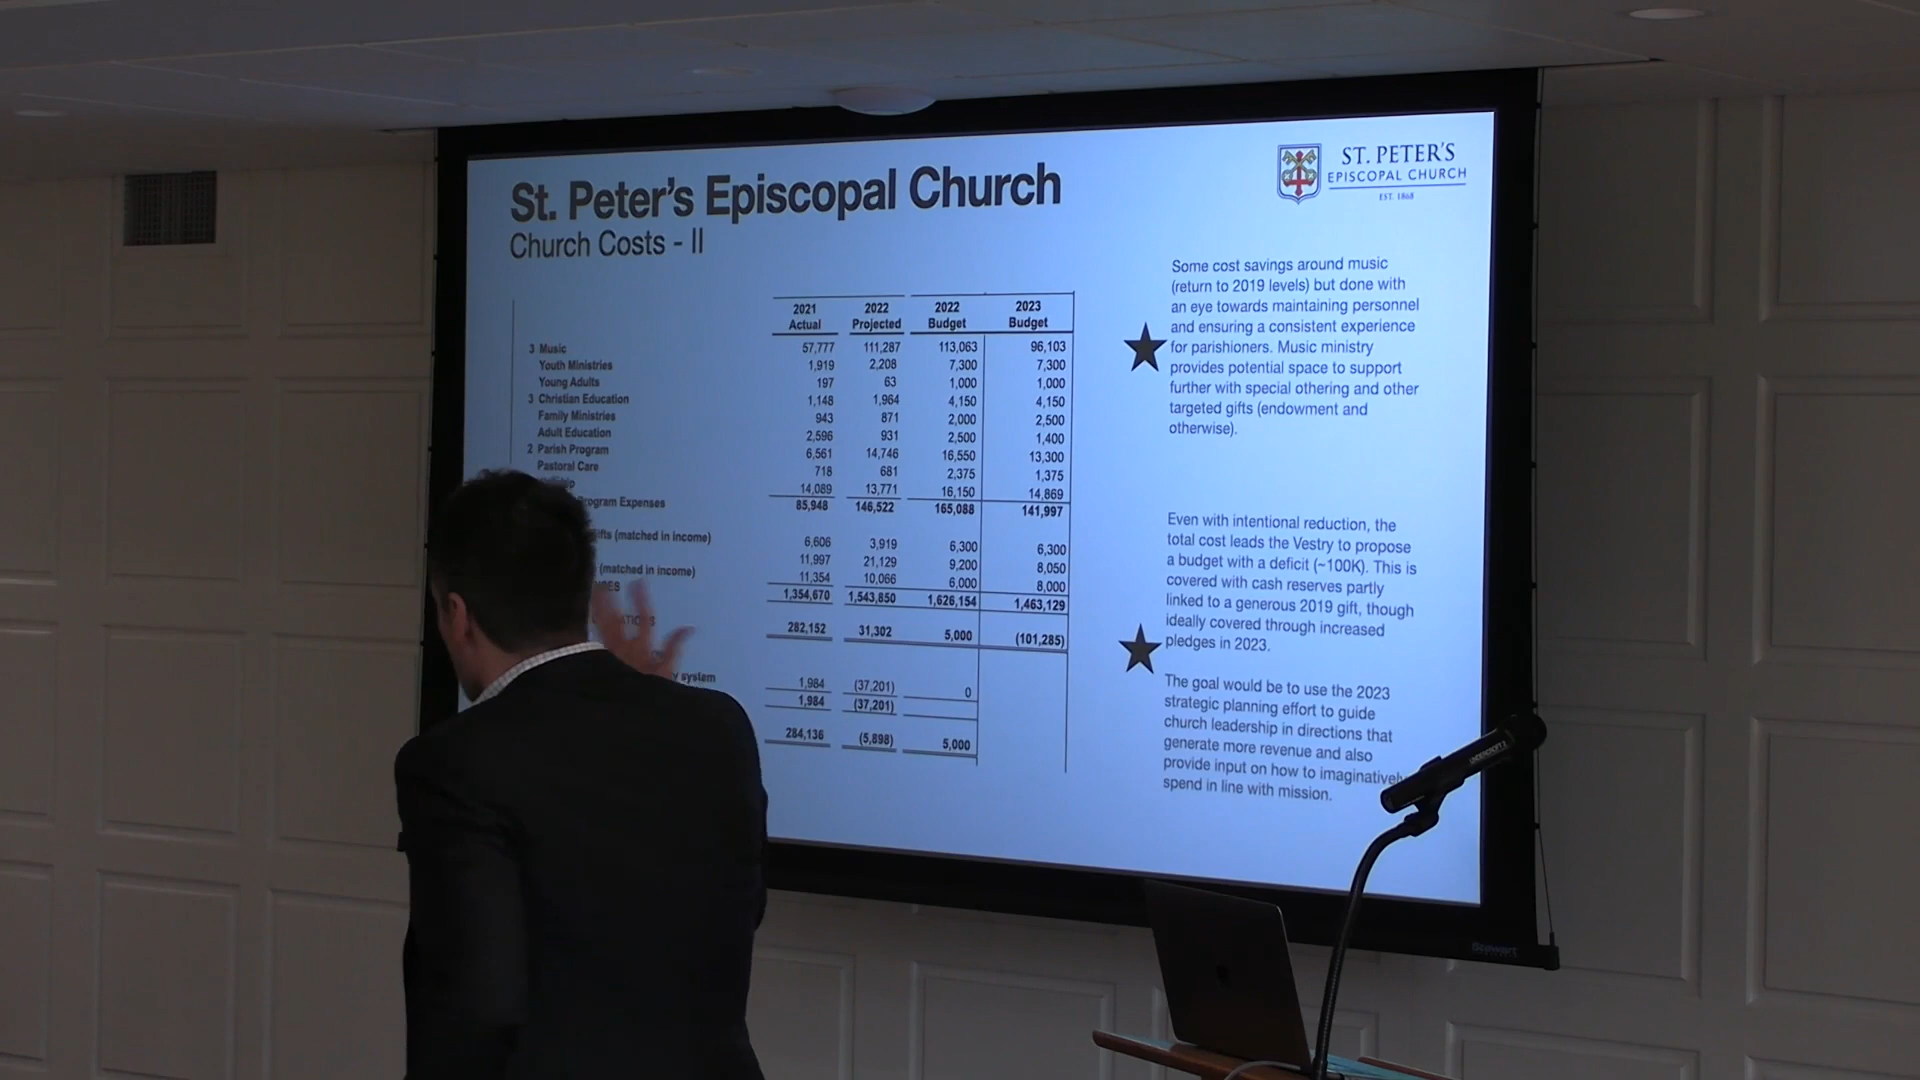 St. Peter's Episcopal Church
Church Costs - II
ST. PETER'S
EPISCOPAL CHURCH
EST. 1868
2021 2022 2022 2023
Actual Projected Budget Budget
3 Music 57,777 111,287 113,063 96,103
Youth Ministries 1,919 2,208 7,300 7,300
Young Adults 197 63 1,000 1,000
3 Christian Education 1,148 1,964 4,150 4,150
Family Ministries 943 871 2,000 2,500
Adult Education 2,596 931 2,500 1,400
2 Parish Program 6,561 14,746 16,550 13,300
Pastoral Care 718 681 2,375 1,375
14,089 13,771 16,150 14,869
Program Expenses 85,948 146,522 165,088 141,997
(matched in income) 6,606 3,919 6,300 6,300
11,997 21,129 9,200 8,050
(matched in income) 11,354 10,066 6,000 8,000
1,354,670 1,543,850 1,626,154 1,463,129
282,152 31,302 5,000 (101,285)
system 1,984 (37,201) 0
1,984 (37,201)
284,136 (5,898) 5,000
Some cost savings around music
(return to 2019 levels) but done with
an eye towards maintaining personnel
and ensuring a consistent experience
for parishioners. Music ministry
provides potential space to support
further with special othering and other
targeted gifts (endowment and
otherwise).
Even with intentional reduction, the
total cost leads the Vestry to propose
a budget with a deficit (~100K). This is
covered with cash reserves partly
linked to a generous 2019 gift, though
ideally covered through increased
pledges in 2023.
The goal would be to use the 2023
strategic planning effort to guide
church leadership in directions that
generate more revenue and also
provide input on how to imaginatively
spend in line with mission.
Stewart